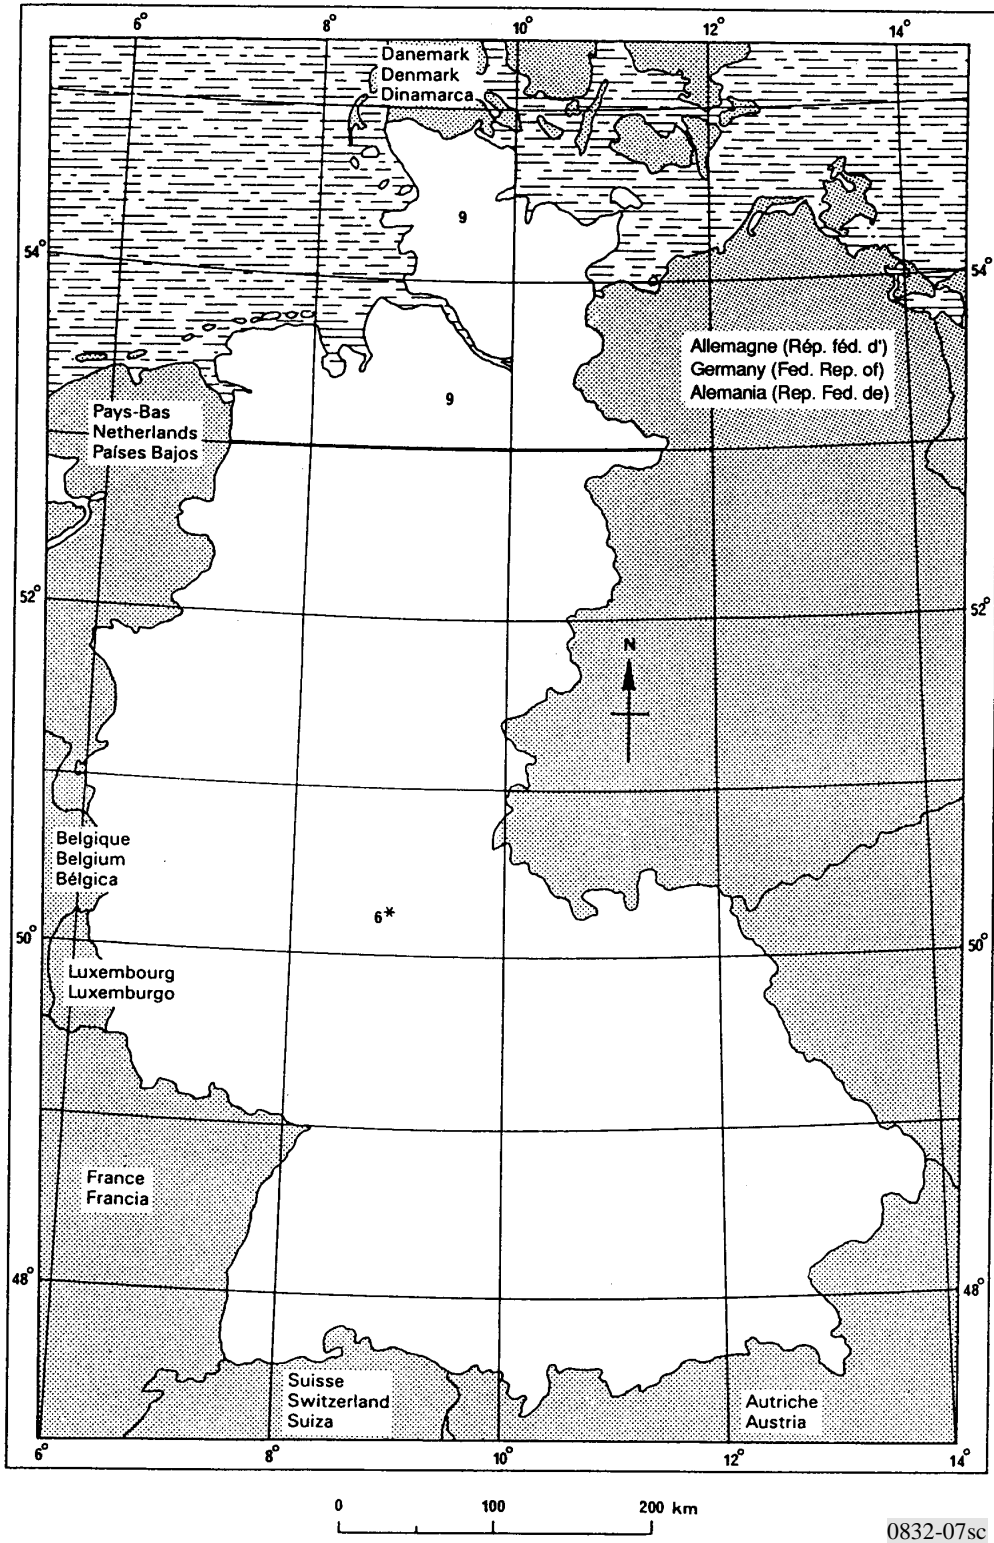 6° 8° 10° 12° 14°
Danemark
Denmark
Dinamarca
9
54° 54°
Allemagne (Rép. féd. d')
Germany (Fed. Rep. of)
Alemania (Rep. Fed. de)
9
Pays-Bas
Netherlands
Países Bajos
52° 52°
N
Belgique
Belgium
Bélgica
6*
50° 50°
Luxembourg
Luxemburgo
France
Francia
48° 48°
Suisse
Switzerland
Suiza
Autriche
Austria
6° 8° 10° 12° 14°
0 100 200 km
0832-07sc